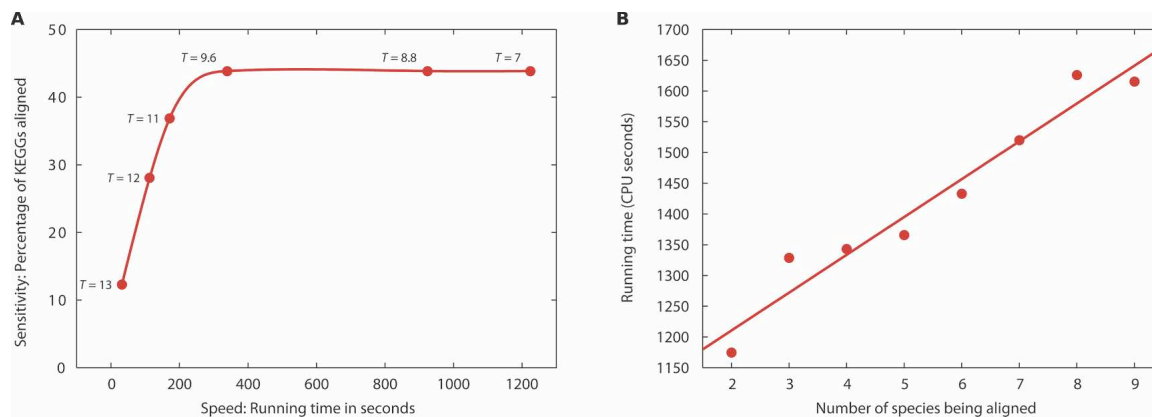 A
Sensitivity: Percentage of KEGGs aligned
50
40
30
20
10
0
T = 9.6
T = 8.8
T = 7
T = 11
T = 12
T = 13
0 200 400 600 800 1000 1200
Speed: Running time in seconds
B
Running time (CPU seconds)
1700
1650
1600
1550
1500
1450
1400
1350
1300
1250
1200
1150
2 3 4 5 6 7 8 9
Number of species being aligned